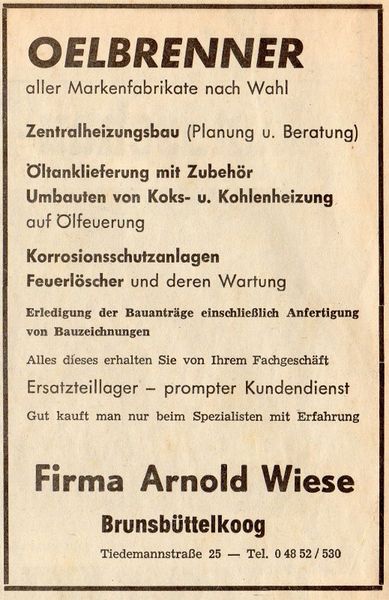 OELBRENNER
aller Markenfabrikate nach Wahl
Zentralheizungsbau (Planung u. Beratung)
Öltanklieferung mit Zubehör
Umbauten von Koks- u. Kohlenheizung
auf Ölfeuerung
Korrosionsschutzanlagen
Feuerlöscher und deren Wartung
Erledigung der Bauanträge einschließlich Anfertigung
von Bauzeichnungen
Alles dieses erhalten Sie von Ihrem Fachgeschäft
Ersatzteillager – prompter Kundendienst
Gut kauft man nur beim Spezialisten mit Erfahrung
Firma Arnold Wiese
Brunsbüttelkoog
Tiedemannstraße 25 — Tel. 0 48 52 / 530